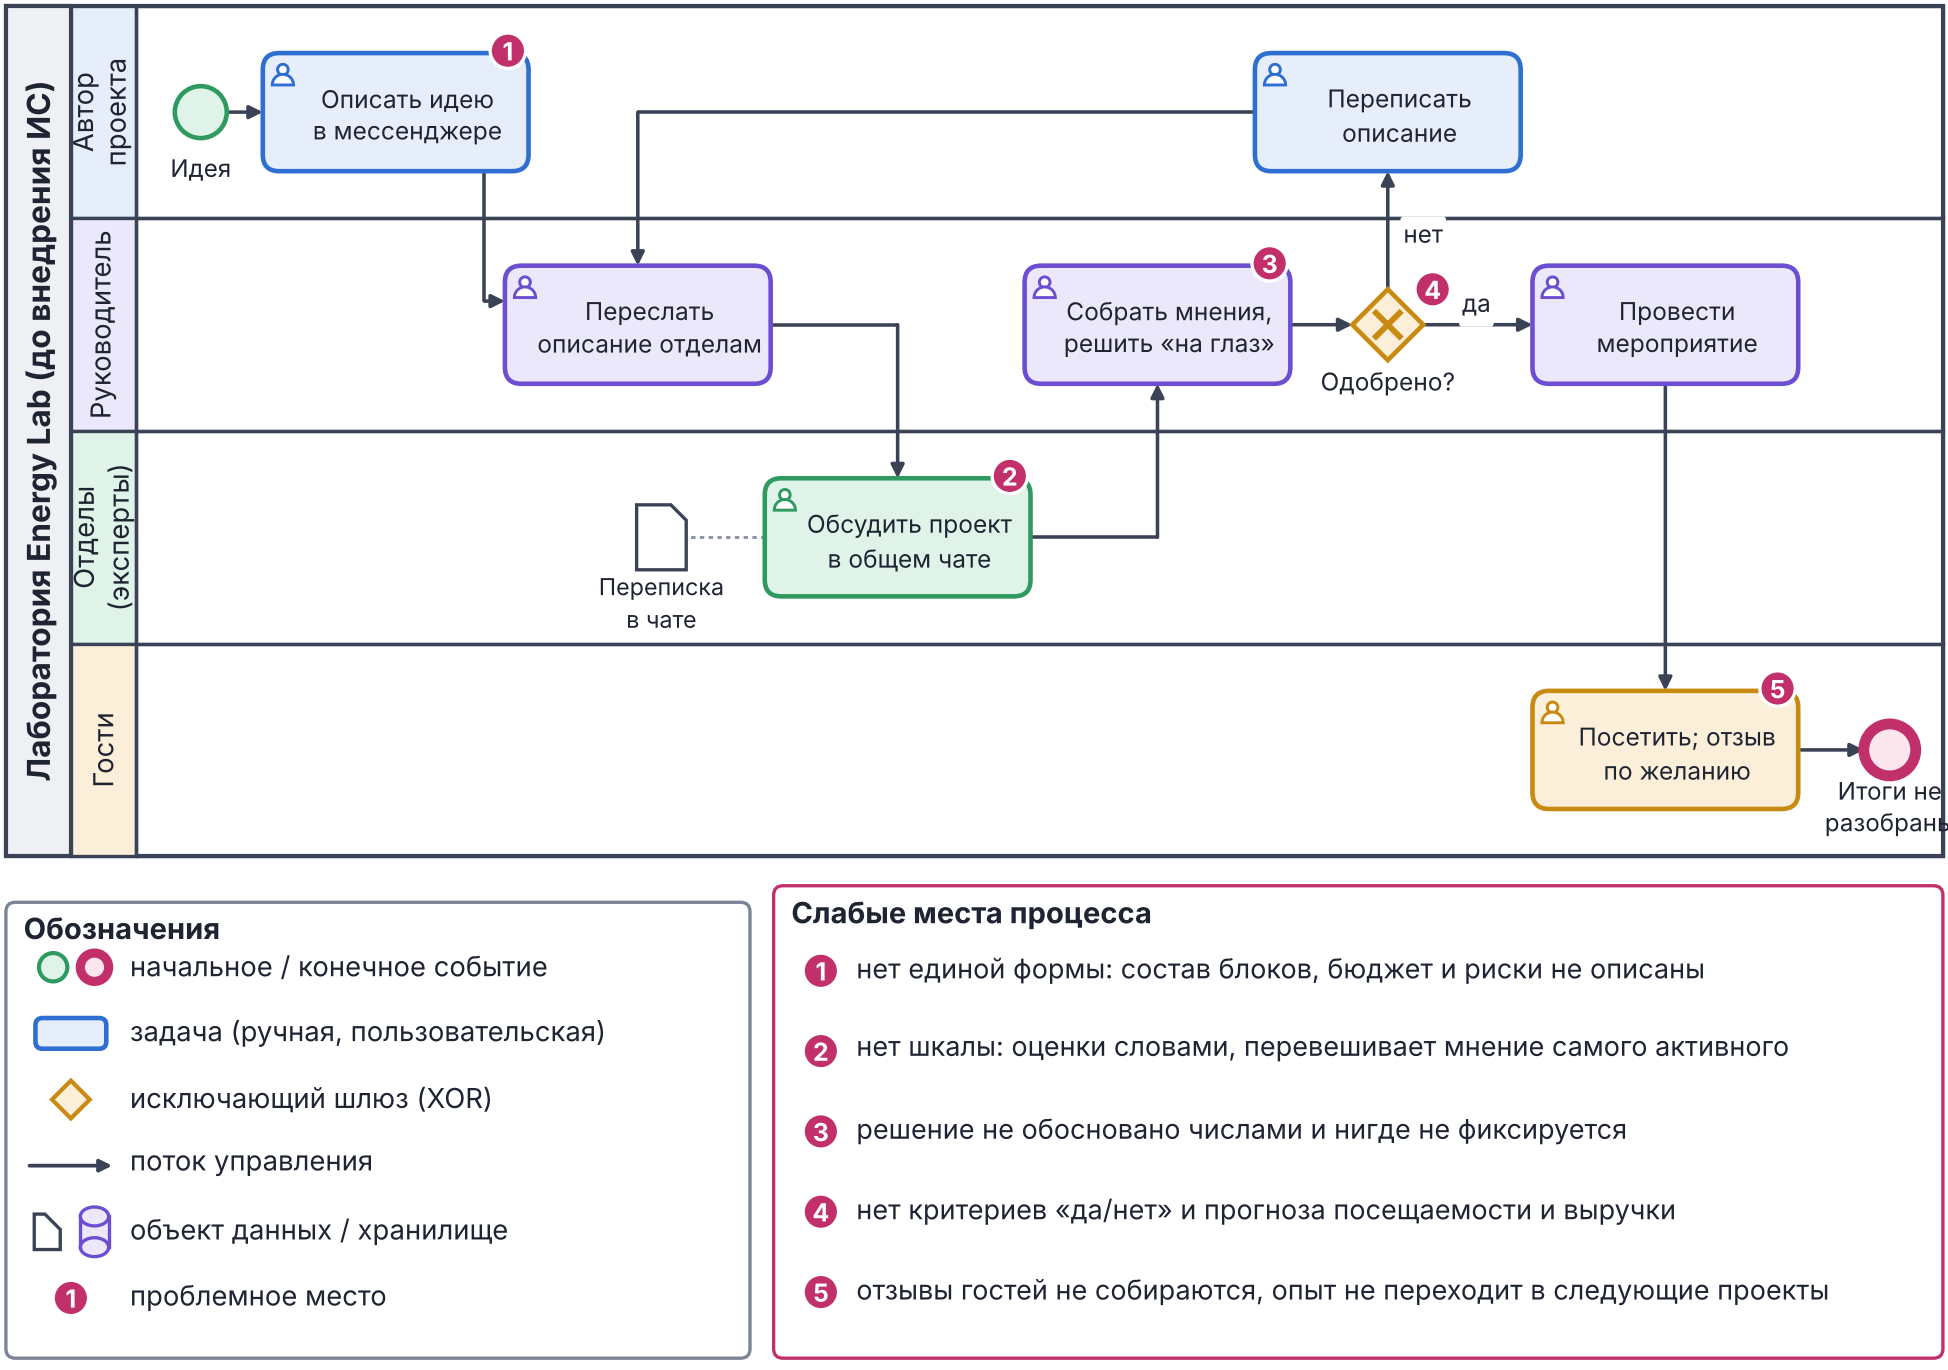 Лаборатория Energy Lab (до внедрения ИС)
Автор
проекта
Идея
1
Описать идею
в мессенджере
Переписать
описание
Руководитель
Переслать
описание отделам
3
Собрать мнения,
решить «на глаз»
нет
4
да
Одобрено?
Провести
мероприятие
Отделы
(эксперты)
Переписка
в чате
2
Обсудить проект
в общем чате
Гости
5
Посетить; отзыв
по желанию
Итоги не
разобраны
Обозначения
начальное / конечное событие
задача (ручная, пользовательская)
исключающий шлюз (XOR)
поток управления
объект данных / хранилище
1 проблемное место
Слабые места процесса
1 нет единой формы: состав блоков, бюджет и риски не описаны
2 нет шкалы: оценки словами, перевешивает мнение самого активного
3 решение не обосновано числами и нигде не фиксируется
4 нет критериев «да/нет» и прогноза посещаемости и выручки
5 отзывы гостей не собираются, опыт не переходит в следующие проекты